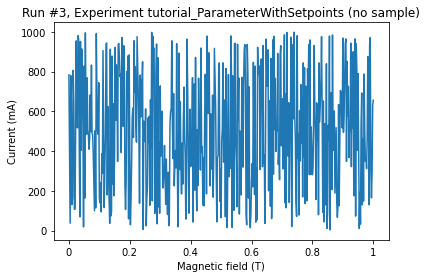 Run #3, Experiment tutorial_ParameterWithSetpoints (no sample)
1000
800
600
400
200
0
Current (mA)
0 0.2 0.4 0.6 0.8 1
Magnetic field (T)